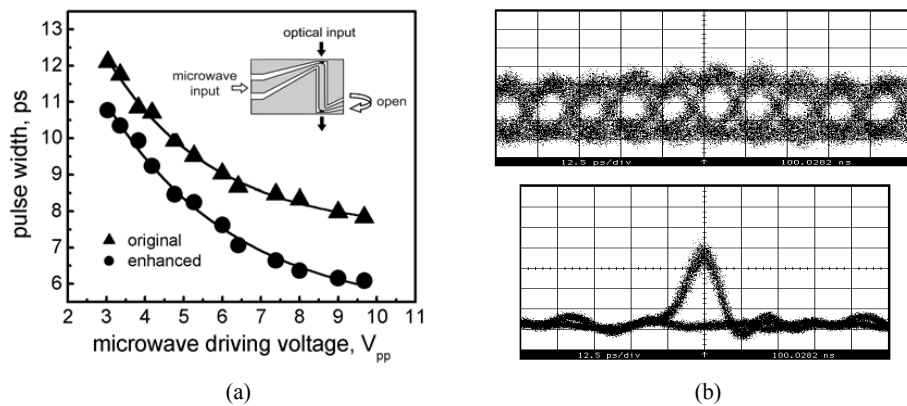 13
12
11
10
9
8
7
6
pulse width, ps
optical input
microwave
input
open
original
enhanced
2 3 4 5 6 7 8 9 10 11
microwave driving voltage, Vpp
(a)
12.5 ps/div 100.0282 ns
12.5 ps/div 100.0282 ns
(b)